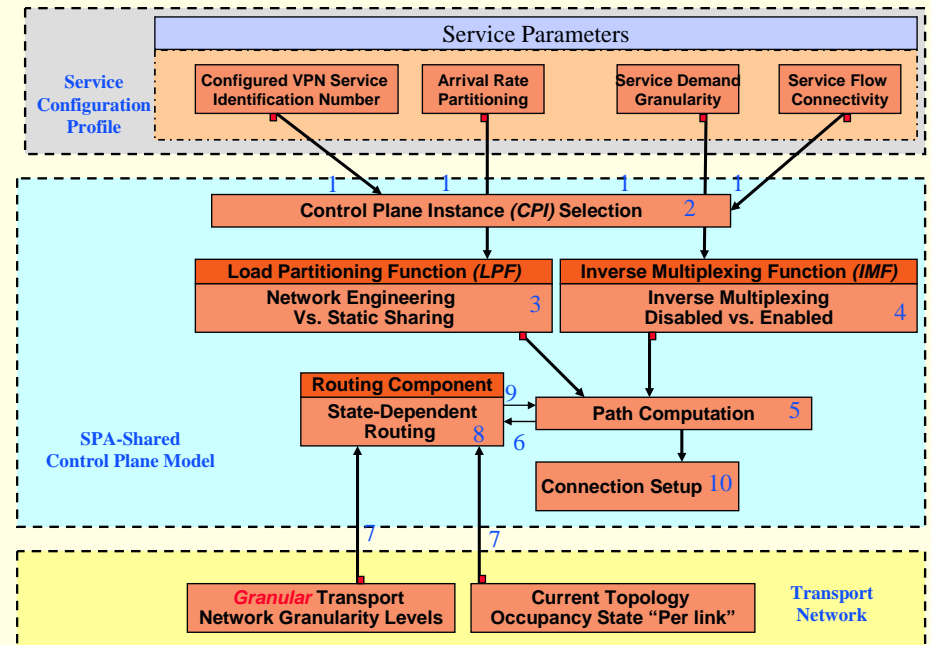 Service Parameters
Service
Configuration
Profile
Configured VPN Service
Identification Number
Arrival Rate
Partitioning
Service Demand
Granularity
Service Flow
Connectivity
1
1
1
1
Control Plane Instance (CPI) Selection
2
Load Partitioning Function (LPF)
Network Engineering
Vs. Static Sharing
3
Inverse Multiplexing Function (IMF)
Inverse Multiplexing
Disabled vs. Enabled
4
Routing Component
State-Dependent
Routing
8
9
6
Path Computation
5
Connection Setup
10
SPA-Shared
Control Plane Model
7
7
Granular Transport
Network Granularity Levels
Current Topology
Occupancy State “Per link”
Transport
Network